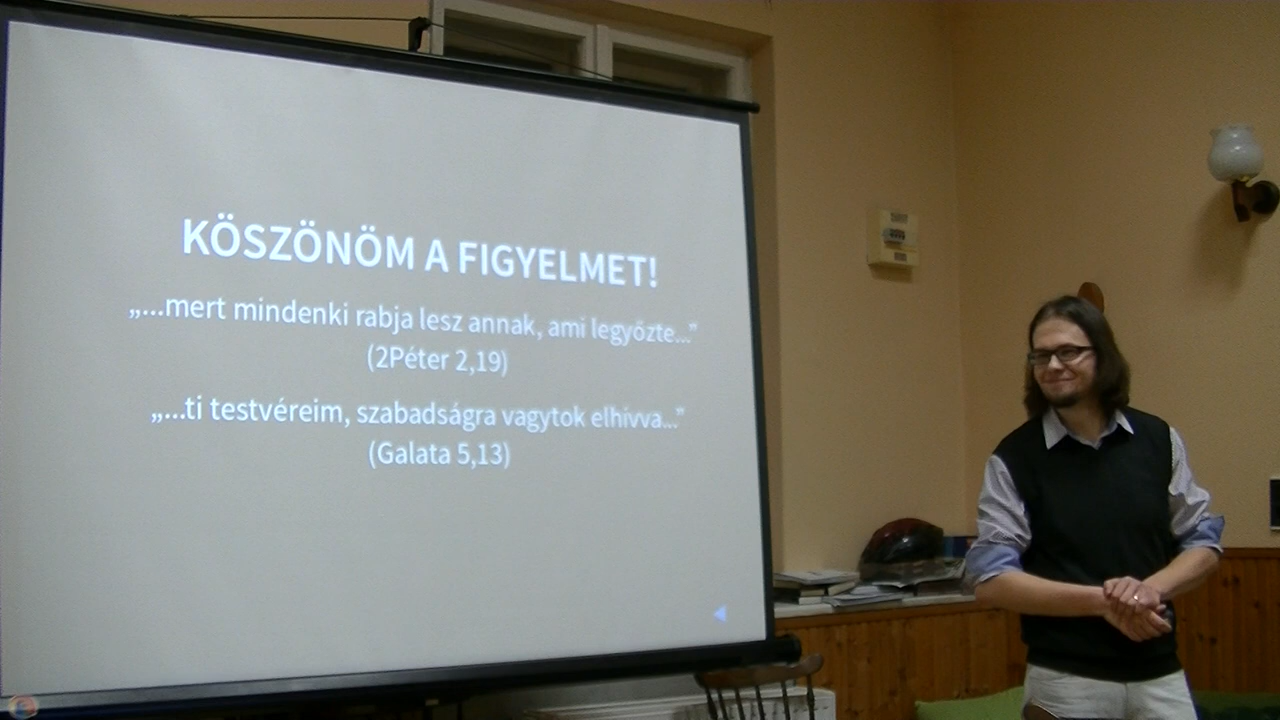 KÖSZÖNÖM A FIGYELMET!
„...mert mindenki rabja lesz annak, ami legyőzte..."
(2Péter 2,19)
„...ti testvéreim, szabadságra vagytok elhívva..."
(Galata 5,13)